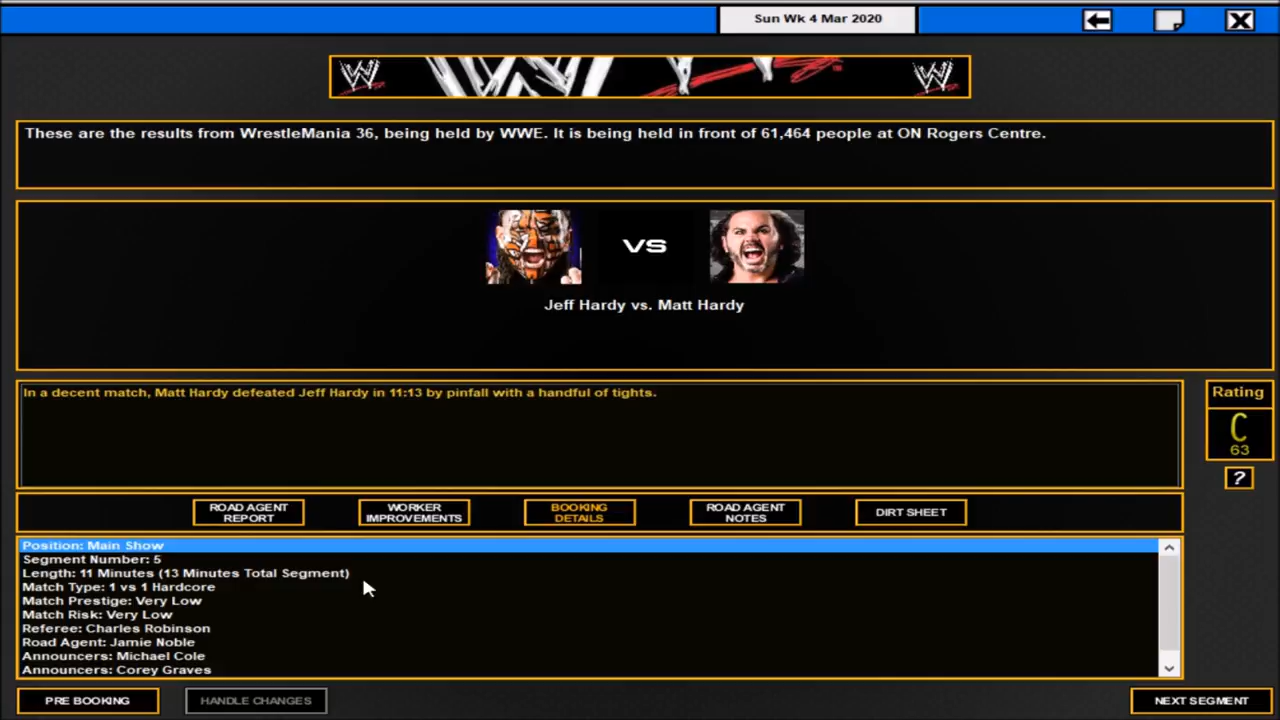 Sun Wk 4 Mar 2020
These are the results from WrestleMania 36, being held by WWE. It is being held in front of 61,464 people at ON Rogers Centre.
VS
Jeff Hardy vs. Matt Hardy
In a decent match, Matt Hardy defeated Jeff Hardy in 11:13 by pinfall with a handful of tights.
Rating
C
63
?
ROAD AGENT REPORT
WORKER IMPROVEMENTS
BOOKING DETAILS
ROAD AGENT NOTES
DIRT SHEET
Position: Main Show
Segment Number: 5
Length: 11 Minutes (13 Minutes Total Segment)
Match Type: 1 vs 1 Hardcore
Match Prestige: Very Low
Match Risk: Very Low
Referee: Charles Robinson
Road Agent: Jamie Noble
Announcers: Michael Cole
Announcers: Corey Graves
PRE BOOKING
HANDLE CHANGES
NEXT SEGMENT